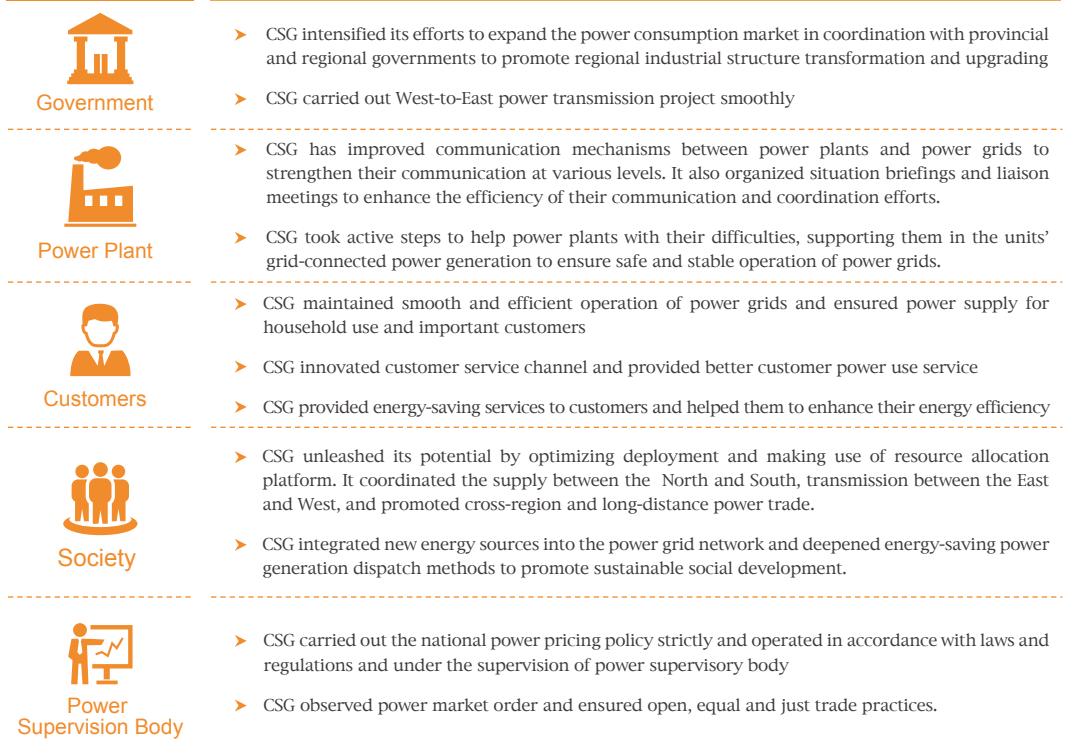 Government
➤ CSG intensified its efforts to expand the power consumption market in coordination with provincial
and regional governments to promote regional industrial structure transformation and upgrading
➤ CSG carried out West-to-East power transmission project smoothly
Power Plant
➤ CSG has improved communication mechanisms between power plants and power grids to
strengthen their communication at various levels. It also organized situation briefings and liaison
meetings to enhance the efficiency of their communication and coordination efforts.
➤ CSG took active steps to help power plants with their difficulties, supporting them in the units’
grid-connected power generation to ensure safe and stable operation of power grids.
Customers
➤ CSG maintained smooth and efficient operation of power grids and ensured power supply for
household use and important customers
➤ CSG innovated customer service channel and provided better customer power use service
➤ CSG provided energy-saving services to customers and helped them to enhance their energy efficiency
Society
➤ CSG unleashed its potential by optimizing deployment and making use of resource allocation
platform. It coordinated the supply between the North and South, transmission between the East
and West, and promoted cross-region and long-distance power trade.
➤ CSG integrated new energy sources into the power grid network and deepened energy-saving power
generation dispatch methods to promote sustainable social development.
Power
Supervision Body
➤ CSG carried out the national power pricing policy strictly and operated in accordance with laws and
regulations and under the supervision of power supervisory body
➤ CSG observed power market order and ensured open, equal and just trade practices.